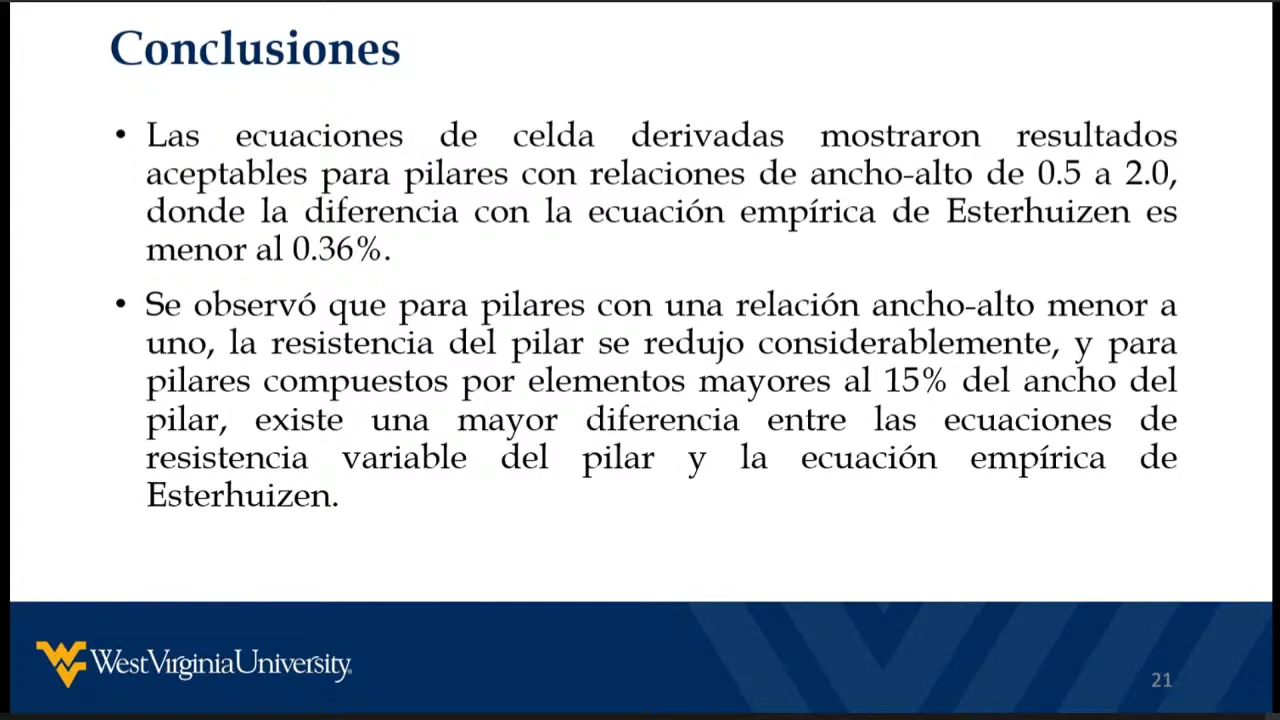 Conclusiones
• Las ecuaciones de celda derivadas mostraron resultados
aceptables para pilares con relaciones de ancho-alto de 0.5 a 2.0,
donde la diferencia con la ecuación empírica de Esterhuizen es
menor al 0.36%.
• Se observó que para pilares con una relación ancho-alto menor a
uno, la resistencia del pilar se redujo considerablemente, y para
pilares compuestos por elementos mayores al 15% del ancho del
pilar, existe una mayor diferencia entre las ecuaciones de
resistencia variable del pilar y la ecuación empírica de
Esterhuizen.
WestVirginiaUniversity.
21